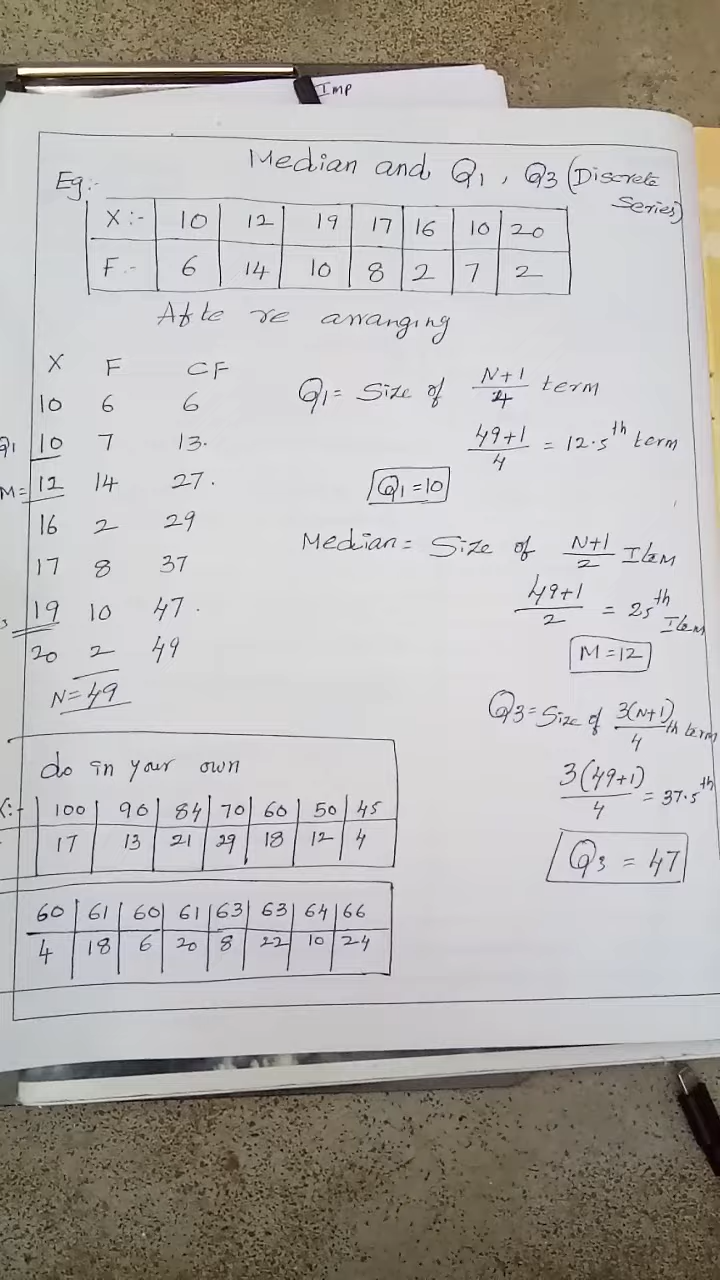 IMP
Median and Q1, Q3 (Discrete Series)
Eg:-
X:- 10 12 19 17 16 10 20
F:- 6 14 10 8 2 7 2
Afte re arranging
X F CF
10 6 6
Q1 10 7 13.
M= 12 14 27.
16 2 29
17 8 37
3 19 10 47.
20 2 49
N=49
Q1= Size of N+1/4 term
49+1/4 = 12.5th term
Q1=10
Median= Size of N+1/2 Item
49+1/2 = 25th Item
M=12
Q3=Size of 3(N+1)/4 th term
3(49+1)/4 = 37.5th
Q3 = 47
do in your own
X:- 100 90 84 70 60 50 45
17 13 21 29 18 12 4
60 61 60 61 63 63 64 66
4 18 6 20 8 22 10 24